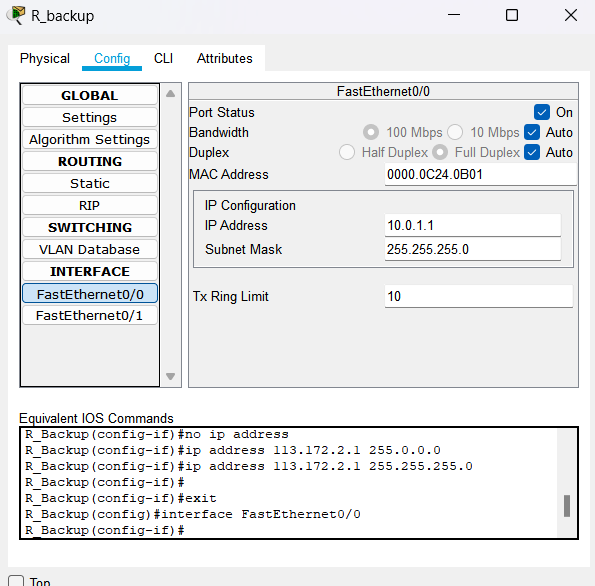 R_backup
Physical Config CLI Attributes
GLOBAL
Settings
Algorithm Settings
ROUTING
Static
RIP
SWITCHING
VLAN Database
INTERFACE
FastEthernet0/0
FastEthernet0/1
FastEthernet0/0
Port Status On
Bandwidth 100 Mbps 10 Mbps Auto
Duplex Half Duplex Full Duplex Auto
MAC Address 0000.0C24.0B01
IP Configuration
IP Address 10.0.1.1
Subnet Mask 255.255.255.0
Tx Ring Limit 10
Equivalent IOS Commands
R_Backup(config-if)#no ip address
R_Backup(config-if)#ip address 113.172.2.1 255.0.0.0
R_Backup(config-if)#ip address 113.172.2.1 255.255.255.0
R_Backup(config-if)#
R_Backup(config-if)#exit
R_Backup(config)#interface FastEthernet0/0
R_Backup(config-if)#
Top